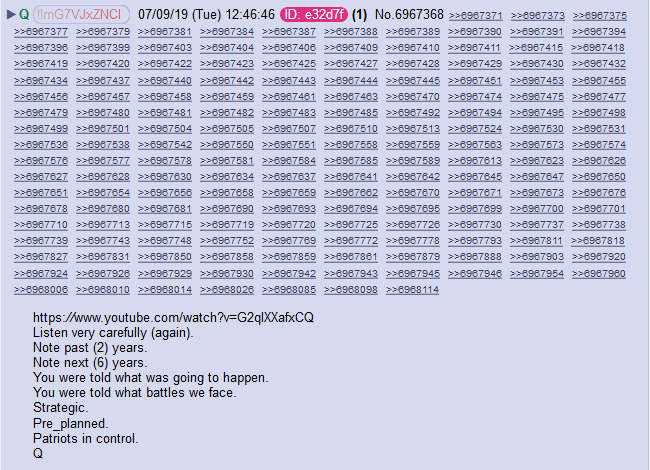 ▶ Q !!mG7VJxZNCI 07/09/19 (Tue) 12:46:46 ID: e32d7f (1) No.6967368 >>6967371 >>6967373 >>6967375
>>6967377 >>6967379 >>6967381 >>6967384 >>6967387 >>6967389 >>6967390 >>6967391 >>6967394
>>6967396 >>6967399 >>6967403 >>6967404 >>6967406 >>6967409 >>6967410 >>6967411 >>6967415 >>6967418
>>6967420 >>6967422 >>6967423 >>6967425 >>6967427 >>6967428 >>6967429 >>6967430 >>6967432
>>6967434 >>6967437 >>6967440 >>6967442 >>6967443 >>6967444 >>6967445 >>6967451 >>6967453 >>6967455
>>6967456 >>6967457 >>6967458 >>6967459 >>6967461 >>6967463 >>6967470 >>6967474 >>6967475 >>6967477
>>6967479 >>6967480 >>6967481 >>6967482 >>6967483 >>6967485 >>6967492 >>6967494 >>6967495 >>6967498
>>6967499 >>6967501 >>6967504 >>6967505 >>6967507 >>6967510 >>6967513 >>6967524 >>6967530 >>6967531
>>6967536 >>6967538 >>6967542 >>6967550 >>6967551 >>6967558 >>6967559 >>6967563 >>6967573 >>6967574
>>6967576 >>6967577 >>6967578 >>6967581 >>6967584 >>6967585 >>6967589 >>6967613 >>6967623 >>6967626
>>6967627 >>6967628 >>6967630 >>6967634 >>6967637 >>6967641 >>6967642 >>6967645 >>6967647 >>6967650
>>6967651 >>6967654 >>6967656 >>6967658 >>6967659 >>6967662 >>6967670 >>6967671 >>6967673 >>6967676
>>6967678 >>6967680 >>6967681 >>6967690 >>6967693 >>6967694 >>6967695 >>6967699 >>6967700 >>6967701
>>6967710 >>6967713 >>6967715 >>6967719 >>6967720 >>6967725 >>6967726 >>6967730 >>6967737 >>6967738
>>6967739 >>6967743 >>6967748 >>6967752 >>6967769 >>6967772 >>6967778 >>6967793 >>6967811 >>6967818
>>6967827 >>6967831 >>6967850 >>6967858 >>6967859 >>6967861 >>6967879 >>6967888 >>6967903 >>6967920
>>6967924 >>6967926 >>6967929 >>6967930 >>6967942 >>6967943 >>6967945 >>6967946 >>6967954 >>6967960
>>6968006 >>6968010 >>6968014 >>6968026 >>6968085 >>6968098 >>6968114
https://www.youtube.com/watch?v=G2qIXXafxCQ
Listen very carefully (again).
Note past (2) years.
Note next (6) years.
You were told what was going to happen.
You were told what battles we face.
Strategic.
Pre_planned.
Patriots in control.
Q